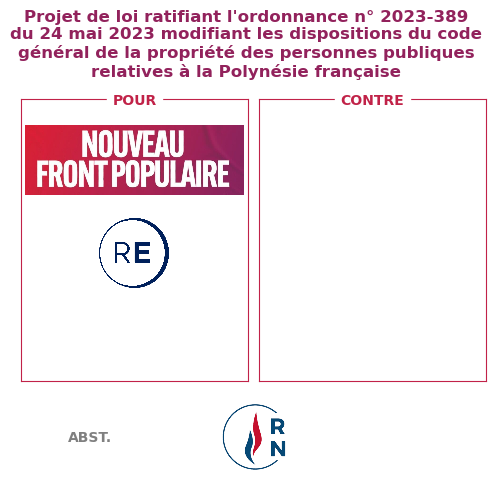 Projet de loi ratifiant l'ordonnance n° 2023-389
du 24 mai 2023 modifiant les dispositions du code
général de la propriété des personnes publiques
relatives à la Polynésie française
POUR
CONTRE
NOUVEAU
FRONT POPULAIRE
RE
ABST.
R
N